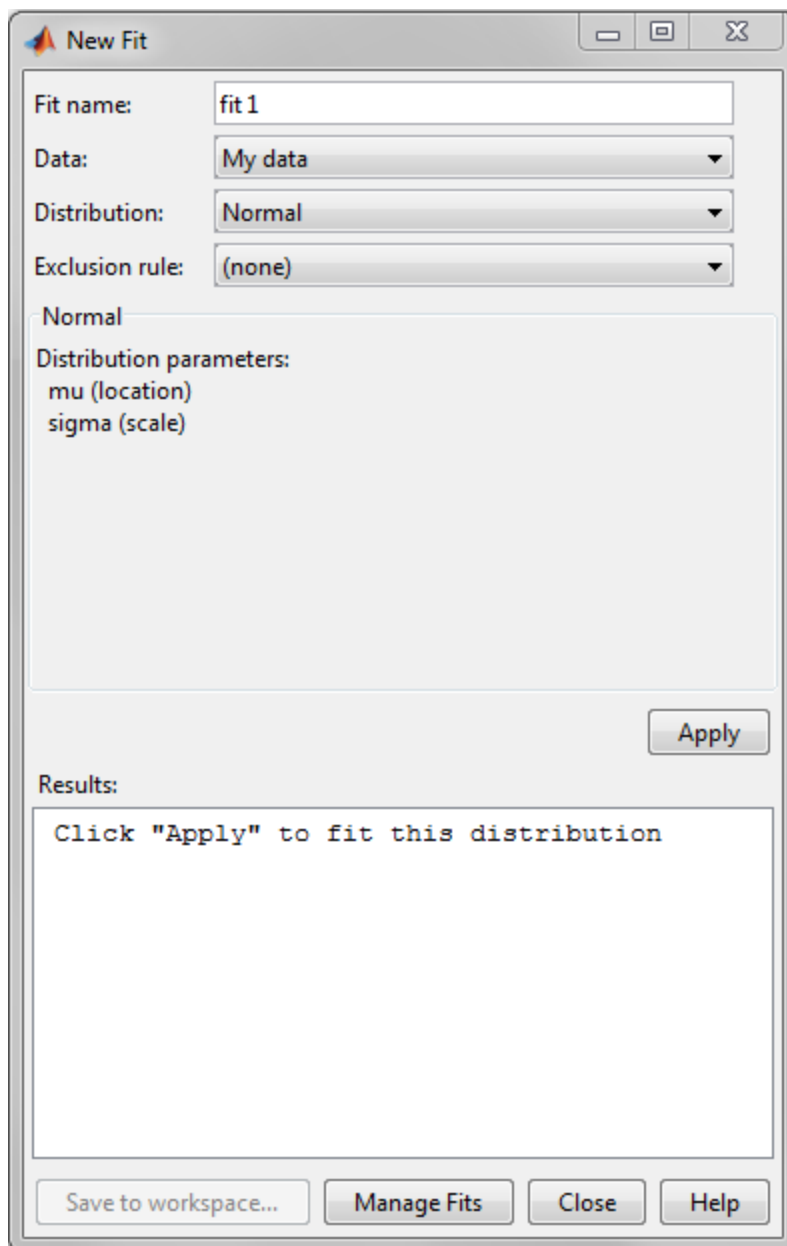 New Fit
Fit name: fit 1
Data: My data
Distribution: Normal
Exclusion rule: (none)
Normal
Distribution parameters:
mu (location)
sigma (scale)
Apply
Results:
Click "Apply" to fit this distribution
Save to workspace... Manage Fits Close Help